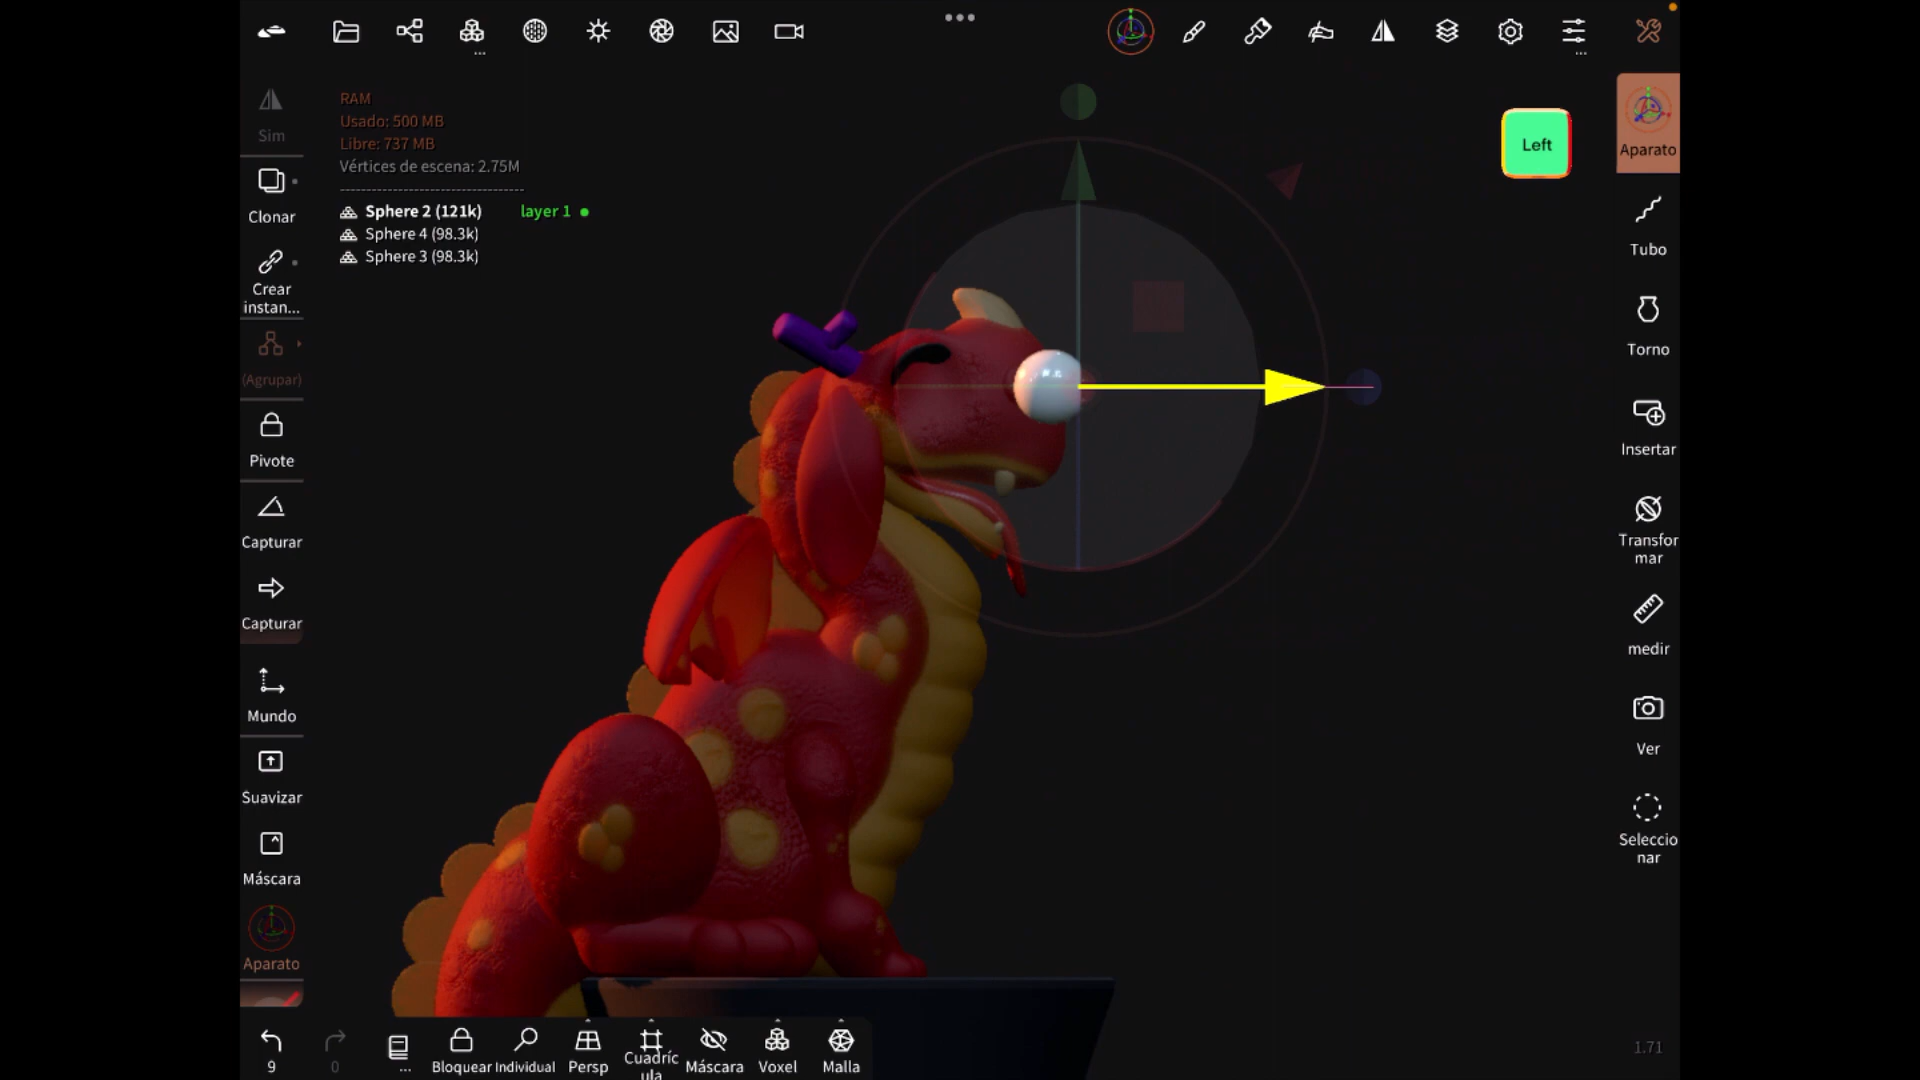 Sim
Clonar
Crear
instan...
(Agrupar)
Pivote
Capturar
Capturar
Mundo
Suavizar
Máscara
Aparato
RAM
Usado: 500 MB
Libre: 737 MB
Vértices de escena: 2.75M
-----------------------------------
Sphere 2 (121k) layer 1
Sphere 4 (98.3k)
Sphere 3 (98.3k)
Left
Aparato
Tubo
Torno
Insertar
Transfor
mar
medir
Ver
Seleccio
nar
9
0
...
Bloquear
Individual
Persp
Cuadríc
ula
Máscara
Voxel
Malla
1.71